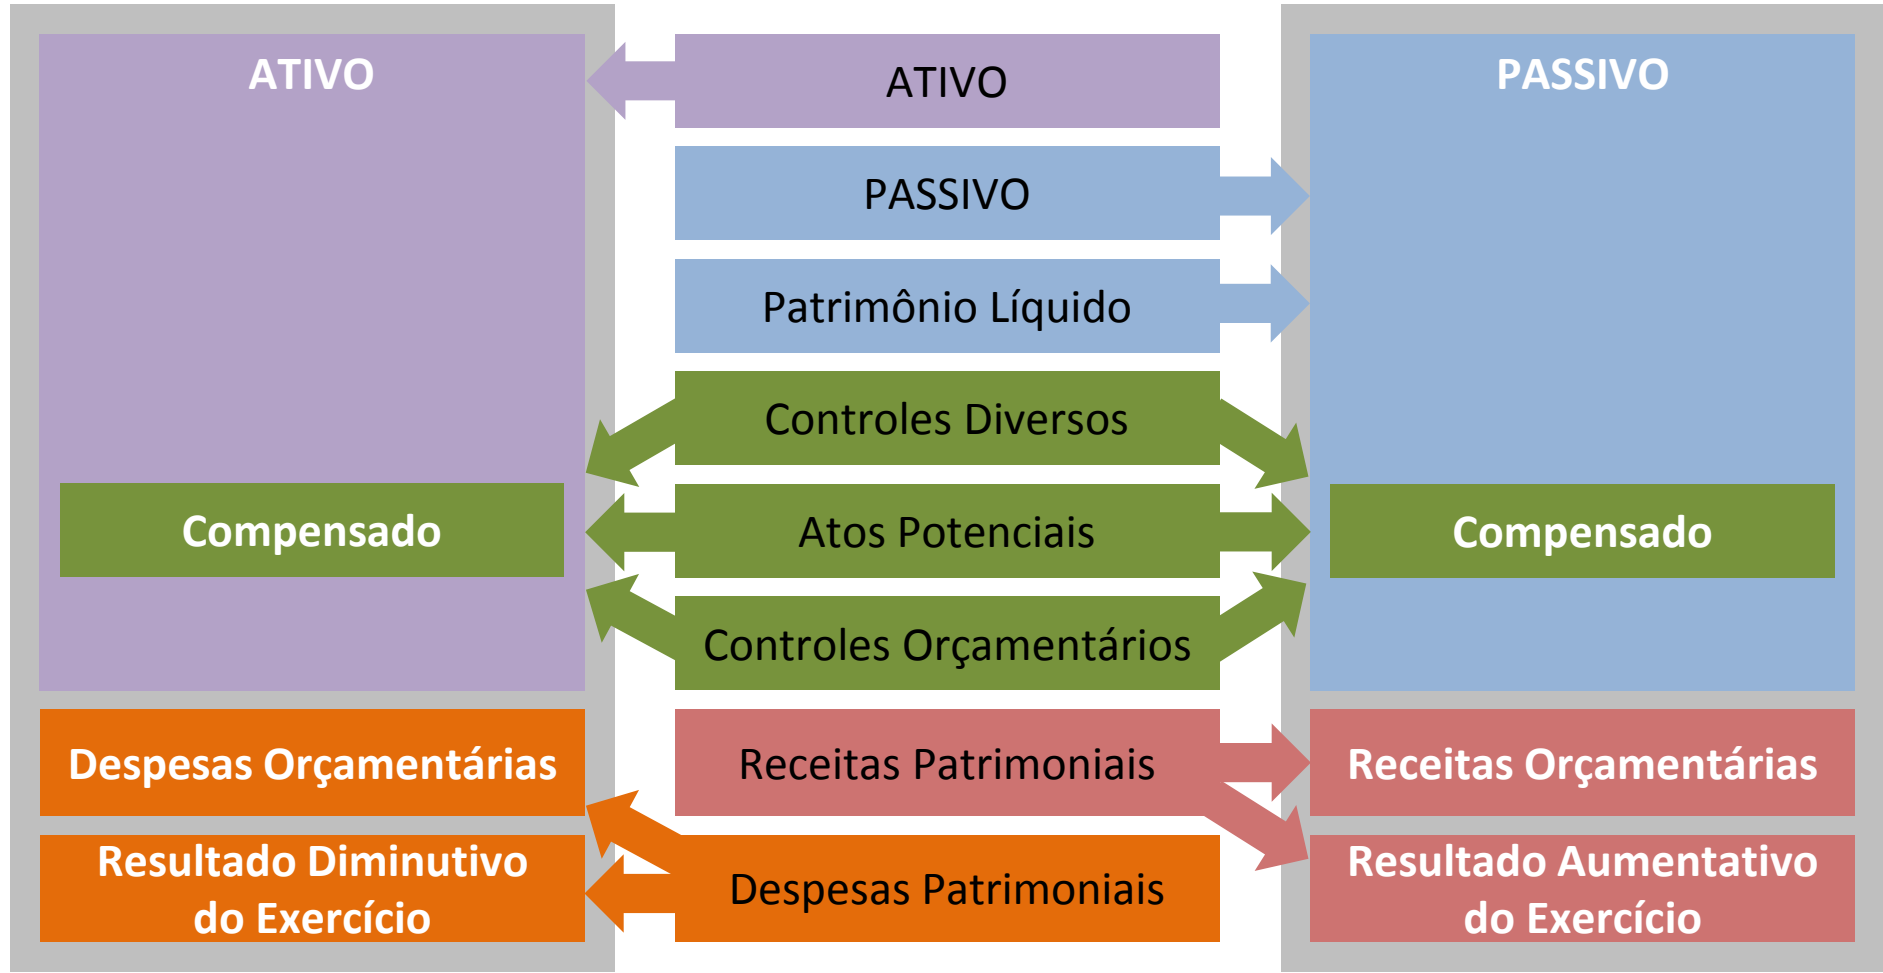 ATIVO
Compensado
Despesas Orçamentárias
Resultado Diminutivo
do Exercício
ATIVO
PASSIVO
Patrimônio Líquido
Controles Diversos
Atos Potenciais
Controles Orçamentários
Receitas Patrimoniais
Despesas Patrimoniais
PASSIVO
Compensado
Receitas Orçamentárias
Resultado Aumentativo
do Exercício